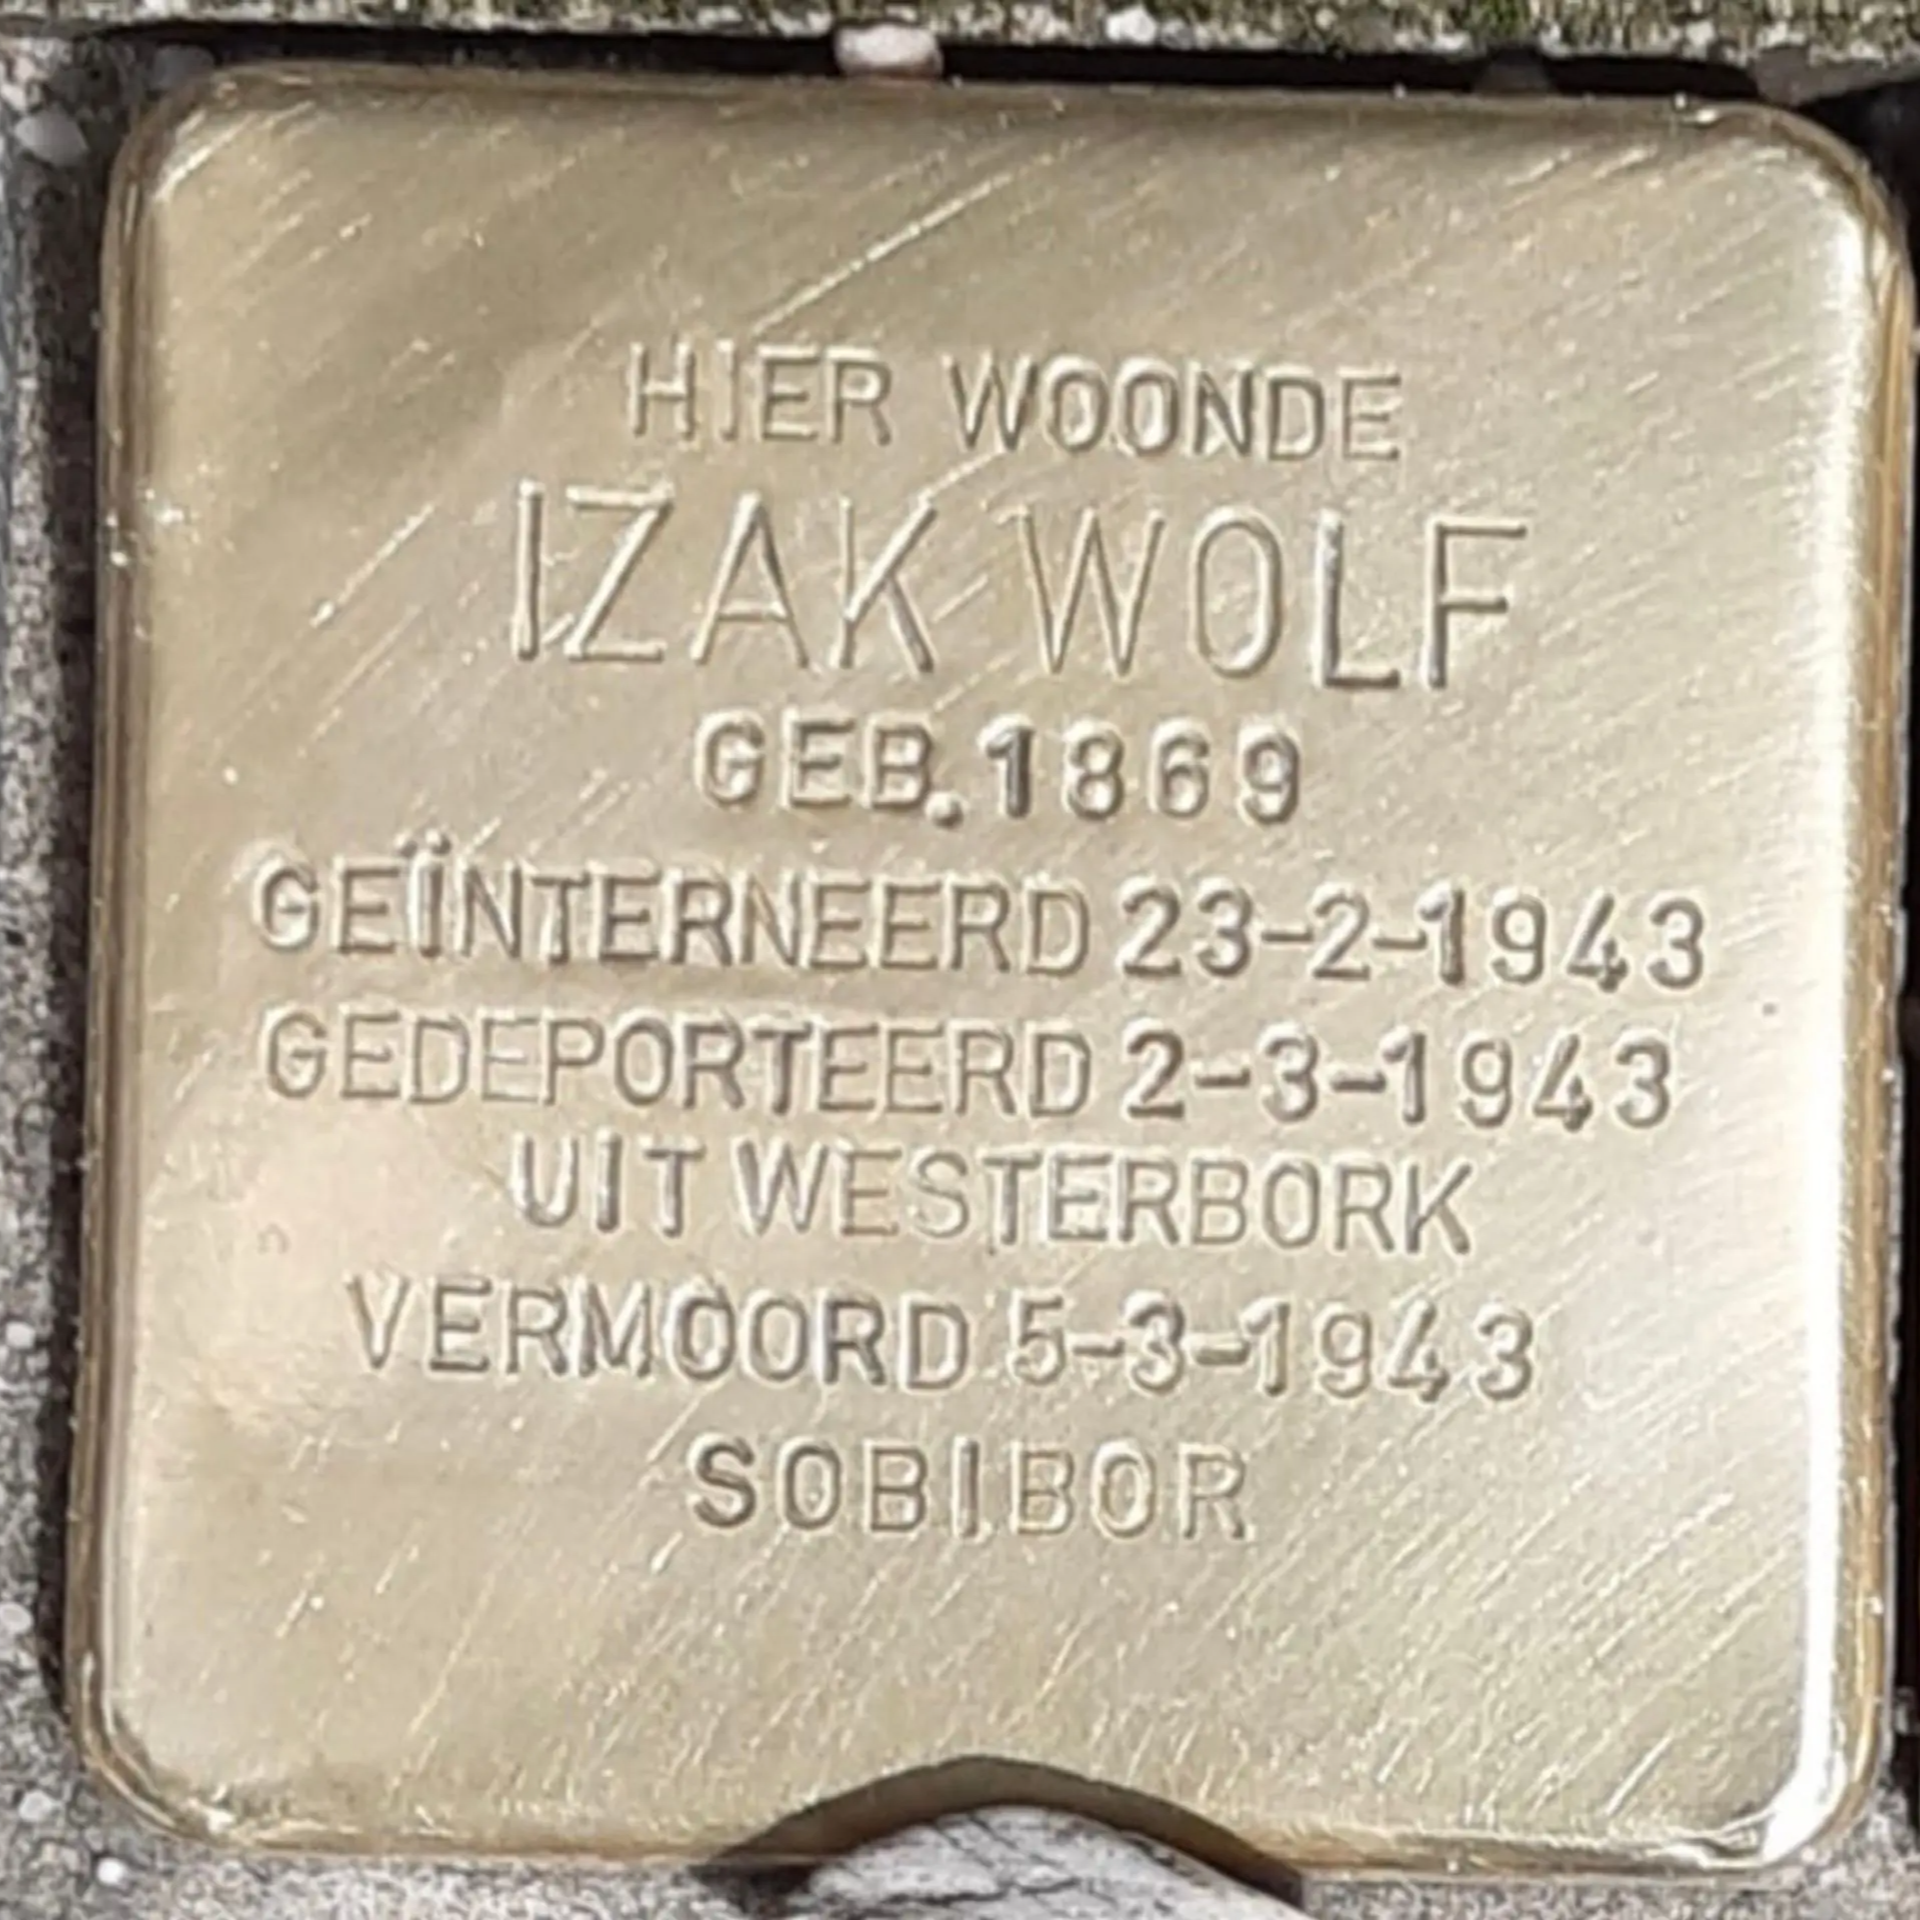 HIER WOONDE
IZAK WOLF
GEB. 1869
GEÏNTERNEERD 23-2-1943
GEDEPORTEERD 2-3-1943
UIT WESTERBORK
VERMOORD 5-3-1943
SOBIBOR